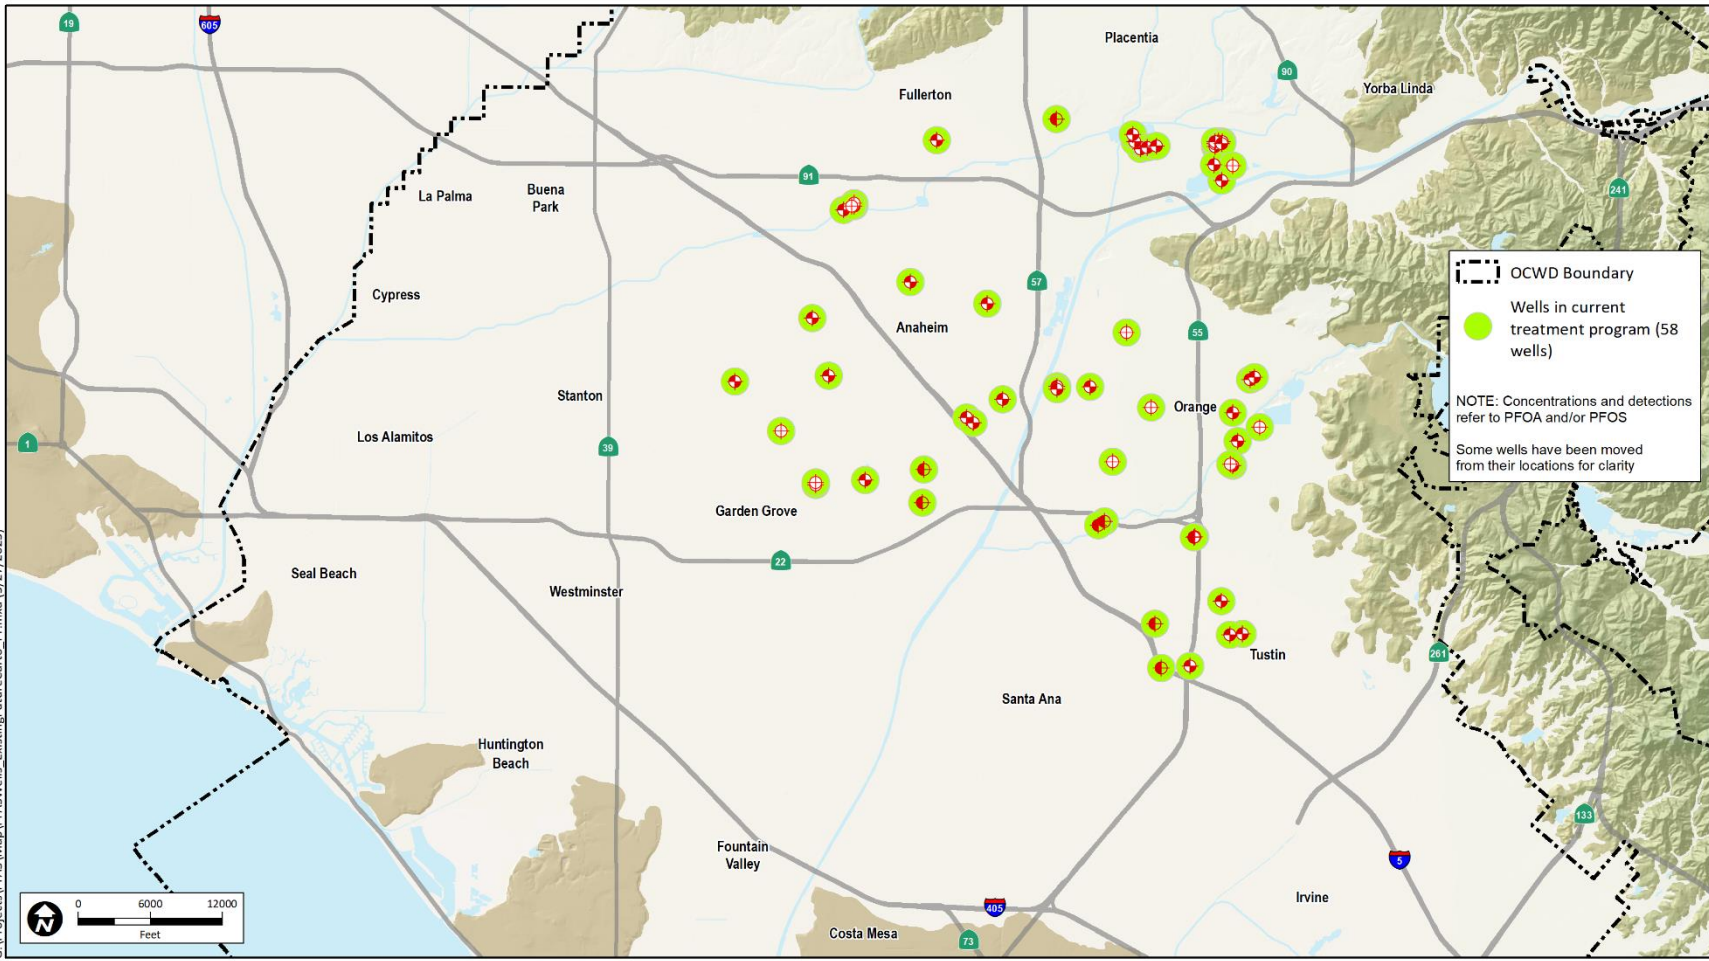 19
605
Placentia
90
Yorba Linda
Fullerton
91
241
La Palma
Buena
Park
Cypress
57
Anaheim
55
OCWD Boundary
Wells in current
treatment program (58
wells)
NOTE: Concentrations and detections
refer to PFOA and/or PFOS
Some wells have been moved
from their locations for clarity
Stanton
Orange
Los Alamitos
1
39
Garden Grove
22
Seal Beach
Westminster
Tustin
261
Santa Ana
Huntington
Beach
133
Fountain
Valley
5
Irvine
405
Costa Mesa
73
N
0 6000 12000
Feet